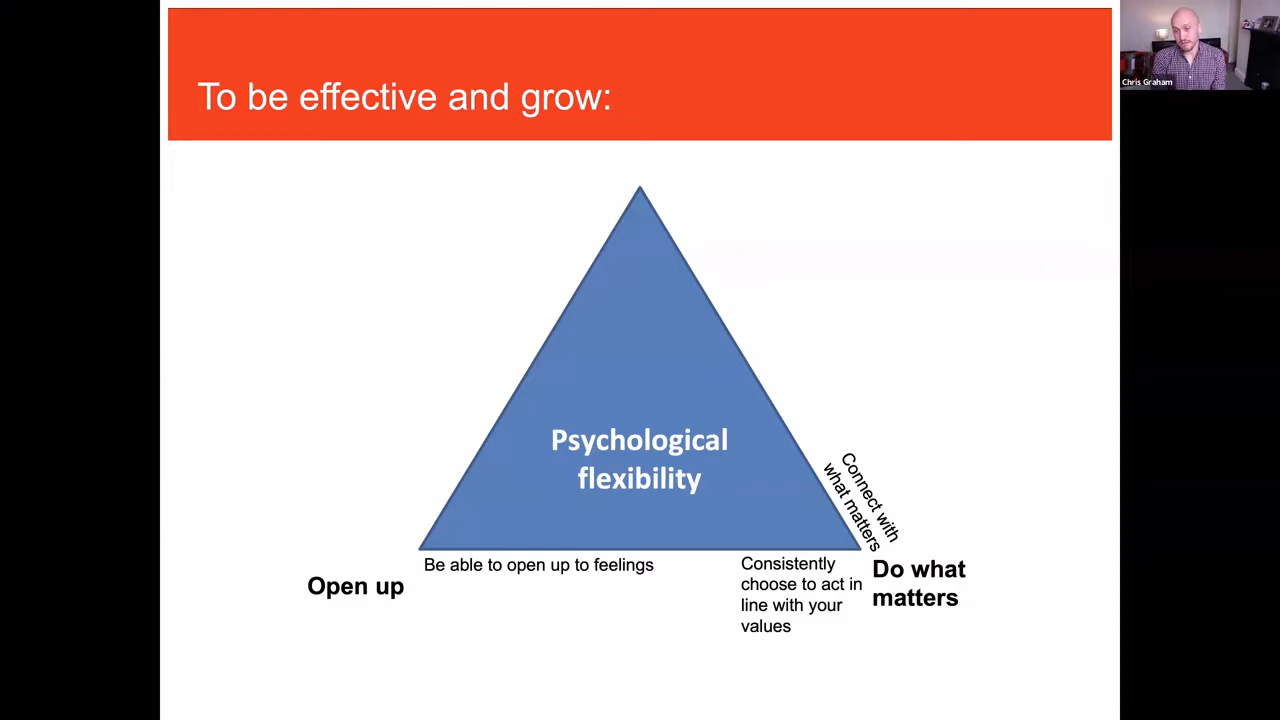 To be effective and grow:
Chris Graham
Psychological
flexibility
Connect with
what matters
Be able to open up to feelings
Open up
Consistently
choose to act in
line with your
values
Do what
matters